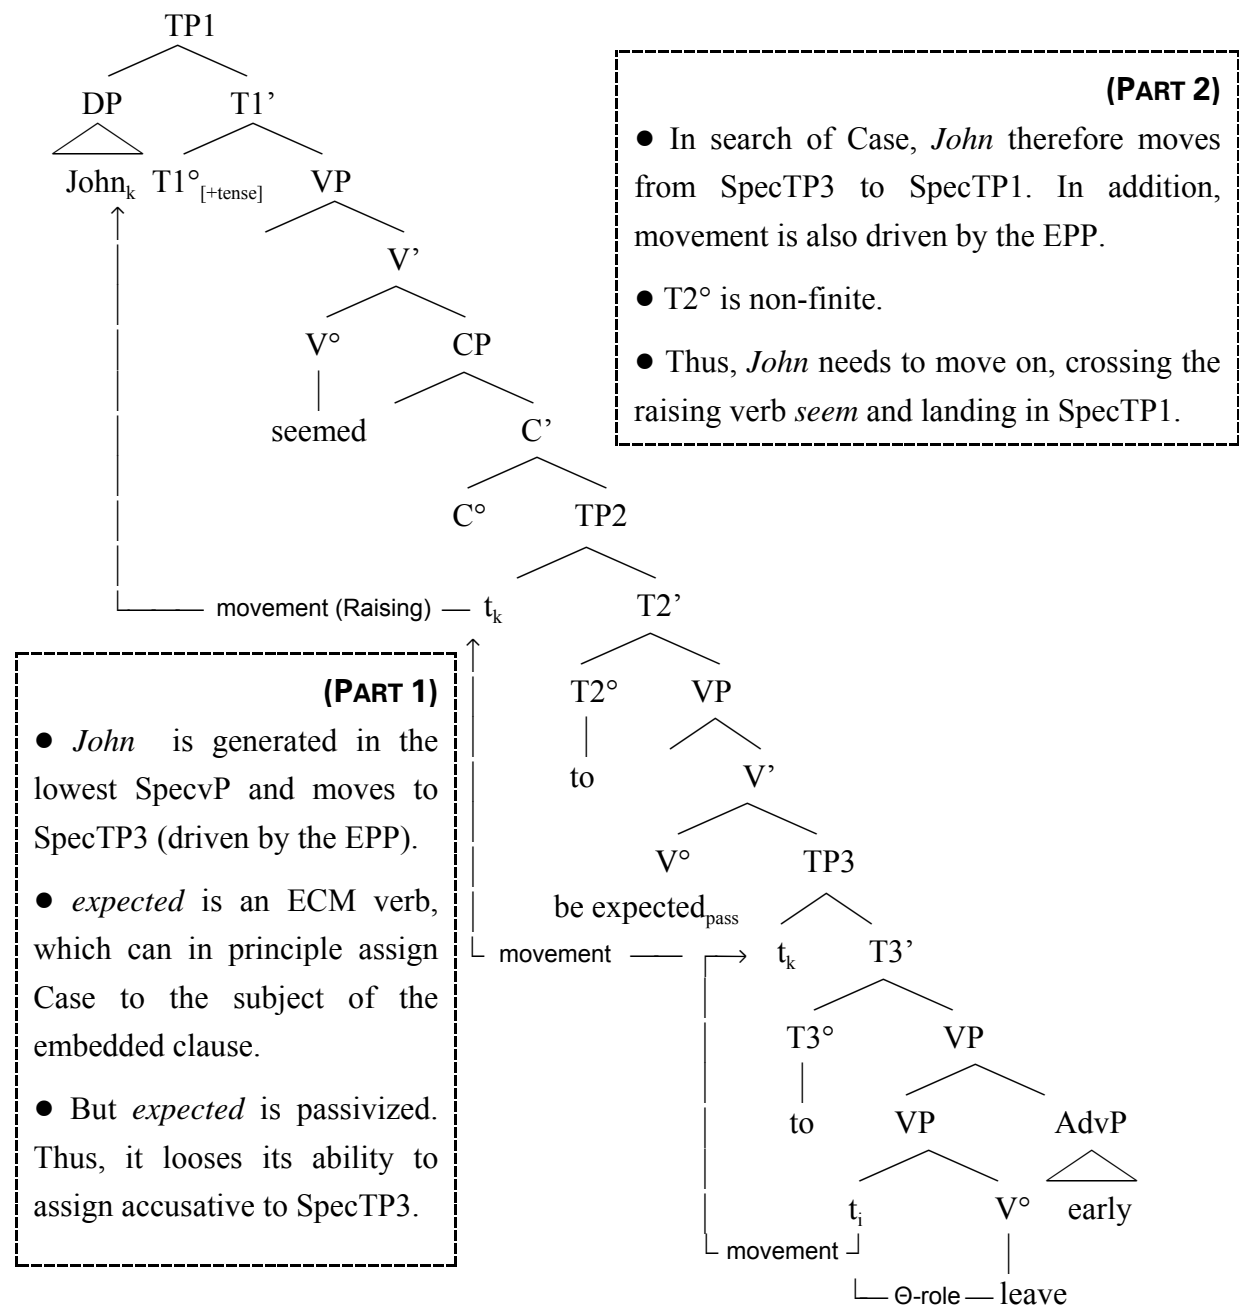 TP1
DP T1’
John_k T1°_[+tense] VP
V’
V° CP
seemed C’
C° TP2
movement (Raising) t_k T2’
T2° VP
to V’
V° TP3
be expected_pass
movement t_k T3’
T3° VP
to VP AdvP
t_i V° early
movement
Θ-role leave
(PART 2)
● In search of Case, John therefore moves
from SpecTP3 to SpecTP1. In addition,
movement is also driven by the EPP.
● T2° is non-finite.
● Thus, John needs to move on, crossing the
raising verb seem and landing in SpecTP1.
(PART 1)
● John is generated in the
lowest SpecvP and moves to
SpecTP3 (driven by the EPP).
● expected is an ECM verb,
which can in principle assign
Case to the subject of the
embedded clause.
● But expected is passivized.
Thus, it looses its ability to
assign accusative to SpecTP3.